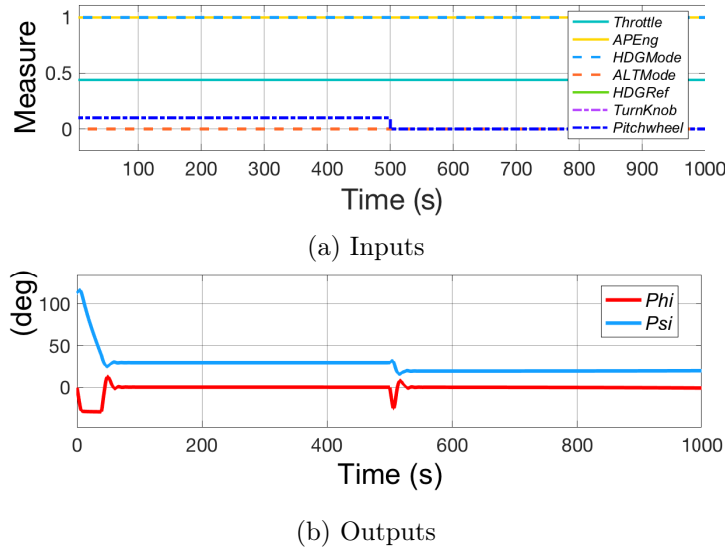 Measure
1
0.5
0
Throttle
APEng
HDGMode
ALTMode
HDGRef
TurnKnob
Pitchwheel
100 200 300 400 500 600 700 800 900 1000
Time (s)
(a) Inputs
(deg)
100
50
0
Phi
Psi
0 200 400 600 800 1000
Time (s)
(b) Outputs